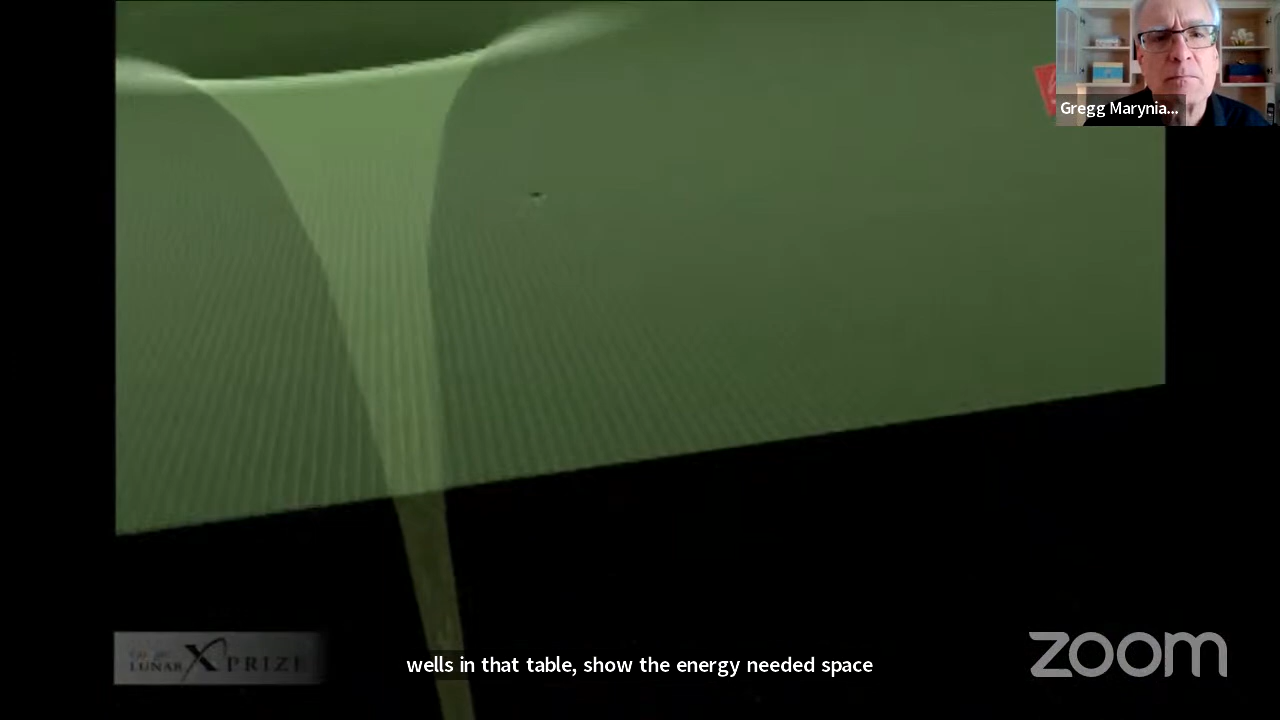 Gregg Marynia...
LUNAR X PRIZE
wells in that table, show the energy needed space
zoom